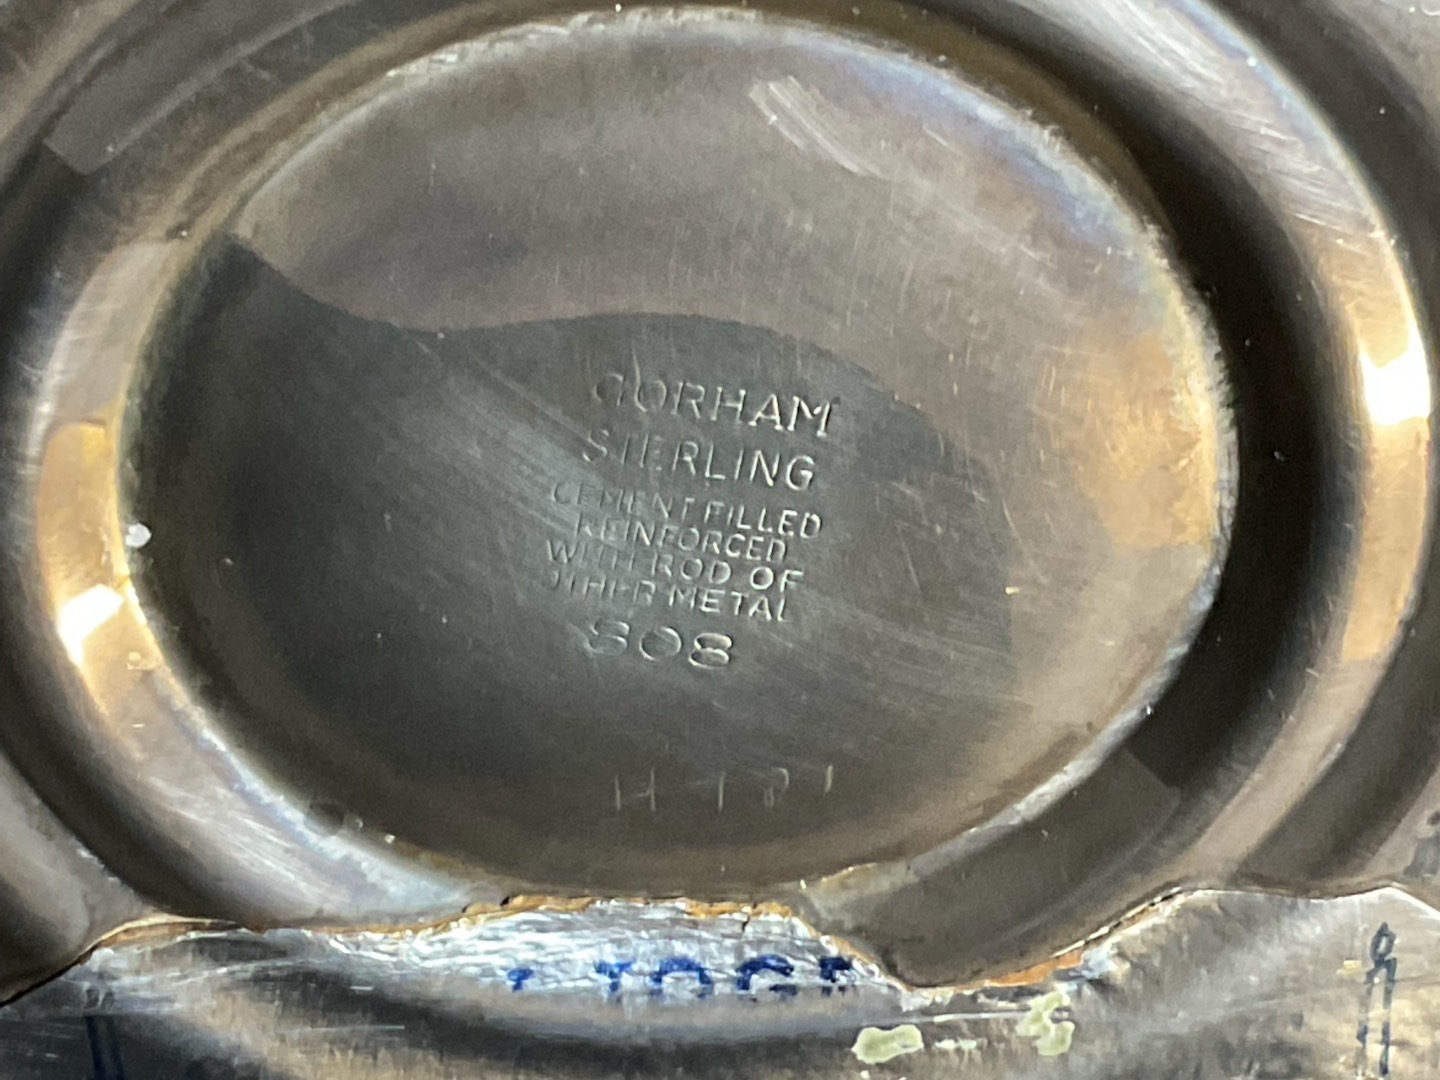 GORHAM
STERLING
CEMENT FILLED
REINFORCED
WITH ROD OF
OTHER METAL
808